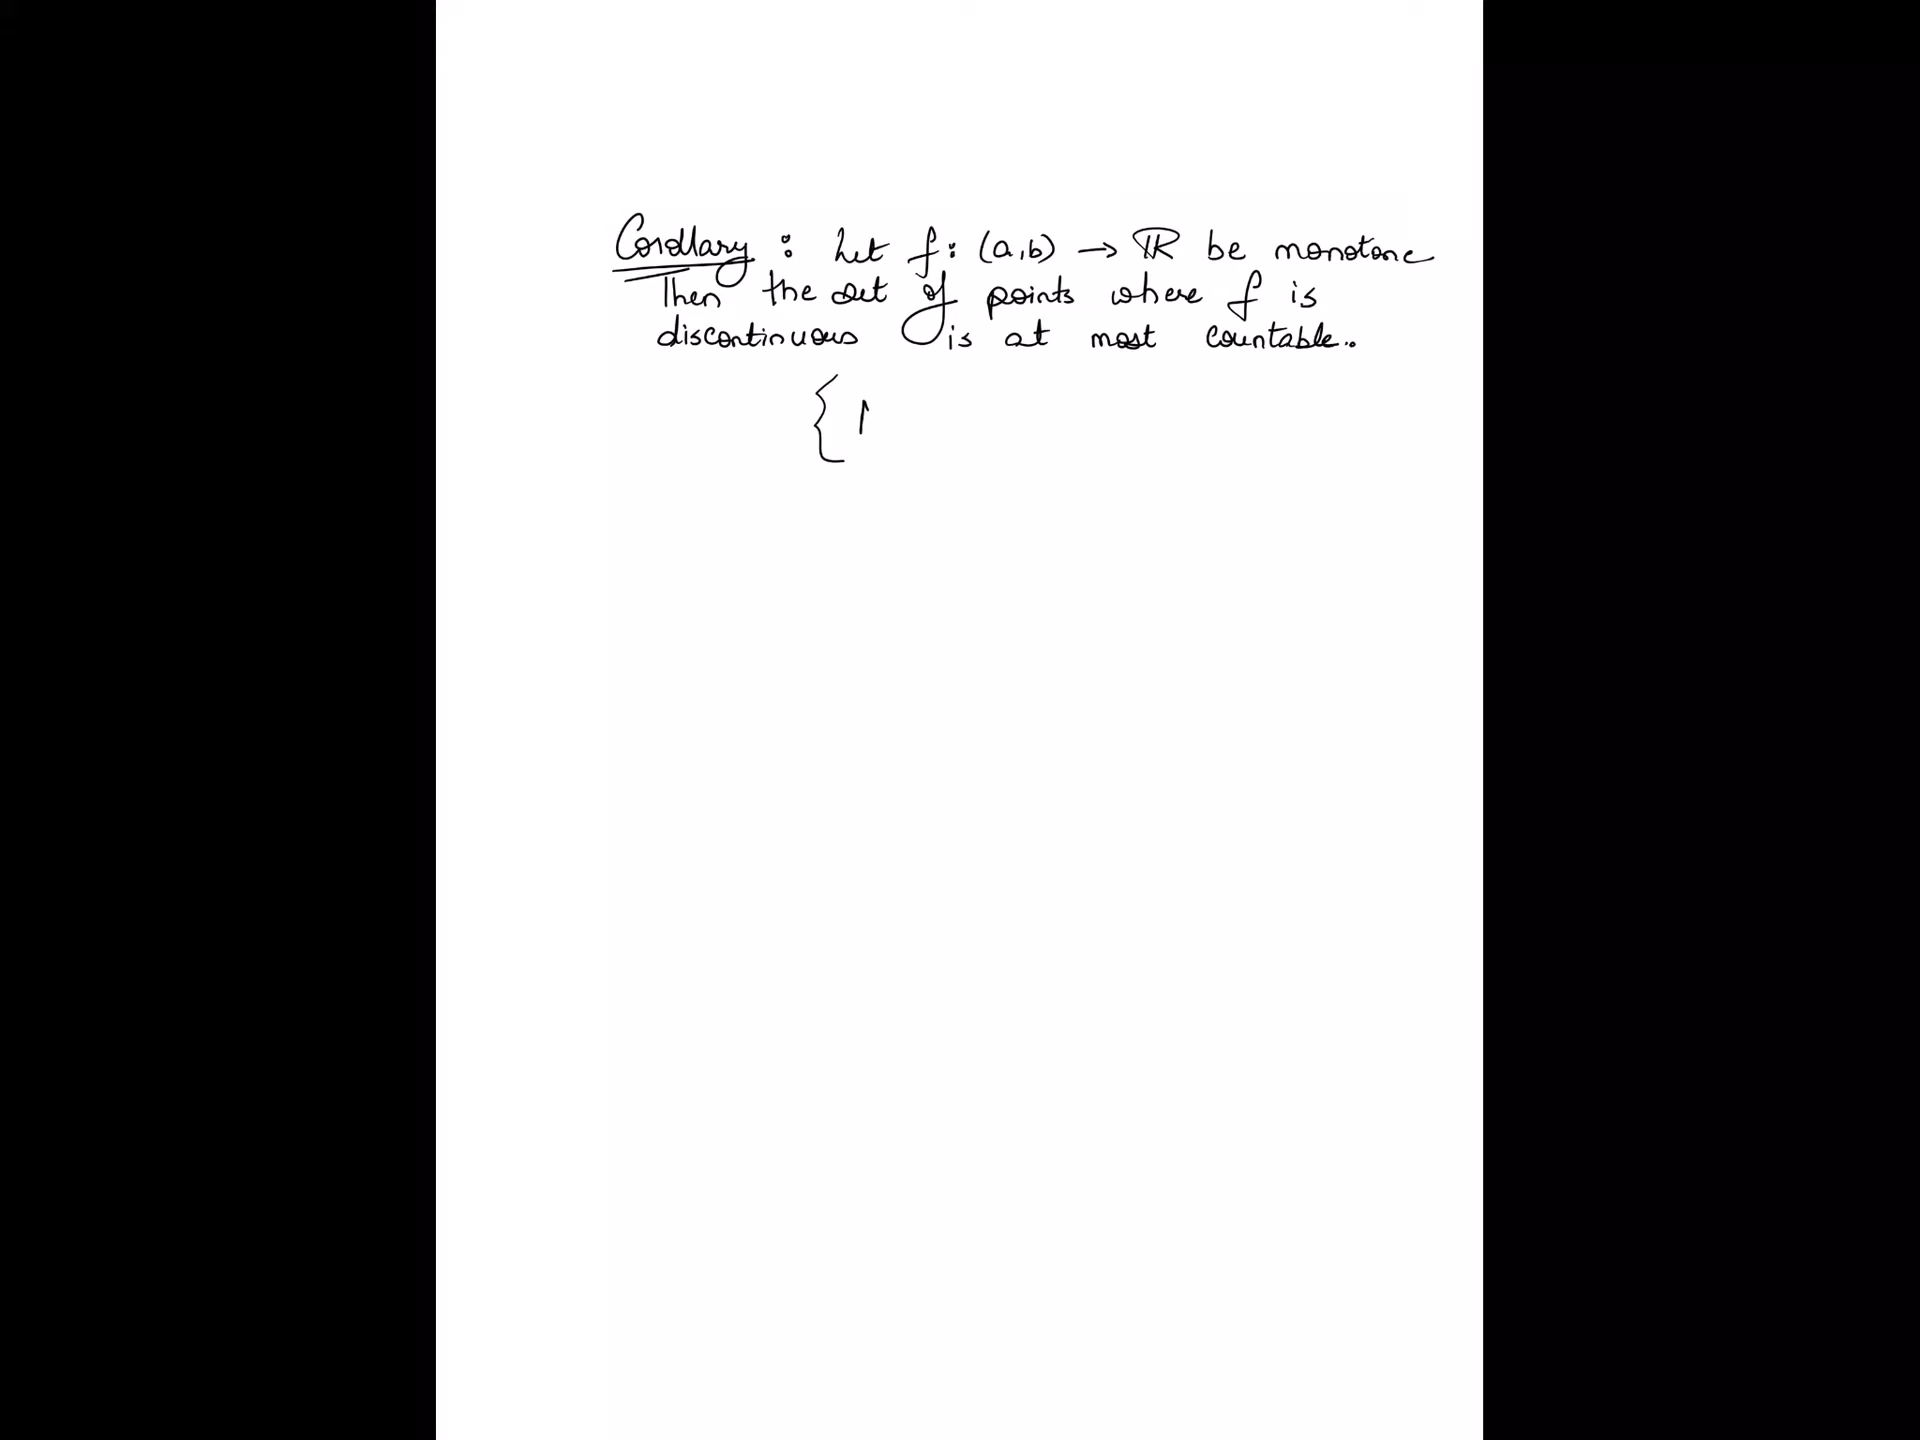 Corollary : Let f: (a,b) → ℝ be monotone
Then the set of points where f is
discontinuous is at most countable.
{